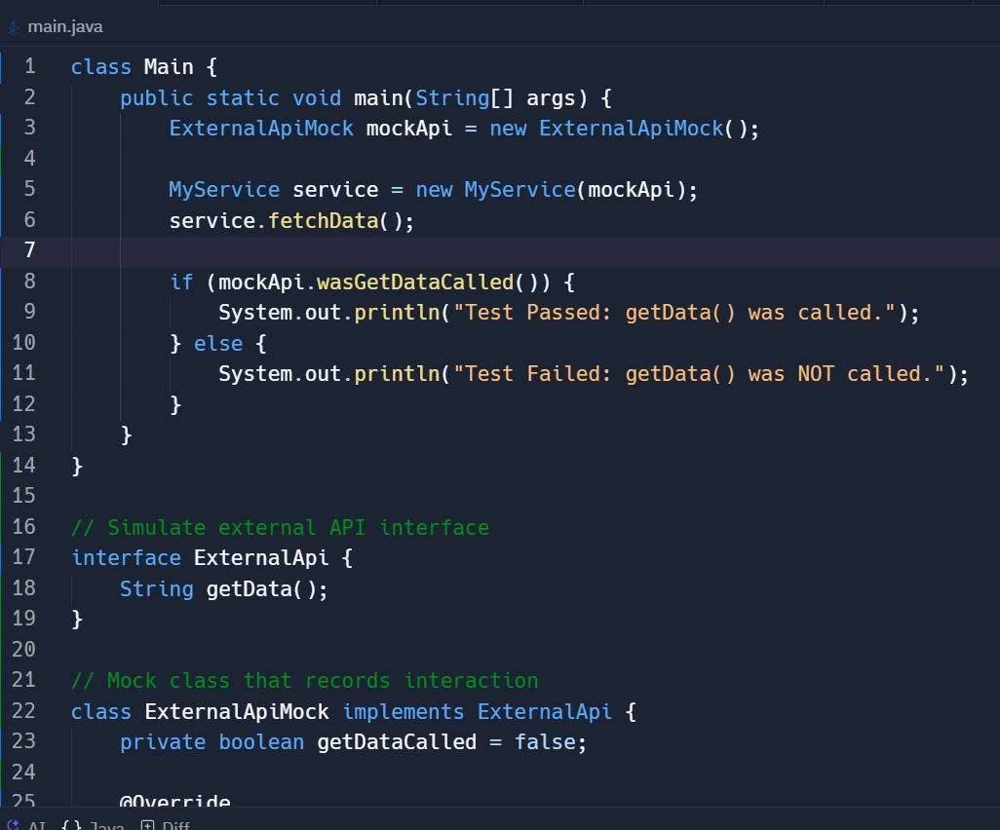 main.java
1 class Main {
2     public static void main(String[] args) {
3         ExternalApiMock mockApi = new ExternalApiMock();
4
5         MyService service = new MyService(mockApi);
6         service.fetchData();
7
8         if (mockApi.wasGetDataCalled()) {
9             System.out.println("Test Passed: getData() was called.");
10         } else {
11             System.out.println("Test Failed: getData() was NOT called.");
12         }
13     }
14 }
15
16 // Simulate external API interface
17 interface ExternalApi {
18     String getData();
19 }
20
21 // Mock class that records interaction
22 class ExternalApiMock implements ExternalApi {
23     private boolean getDataCalled = false;
24
25     @Override
AI {} Java Diff